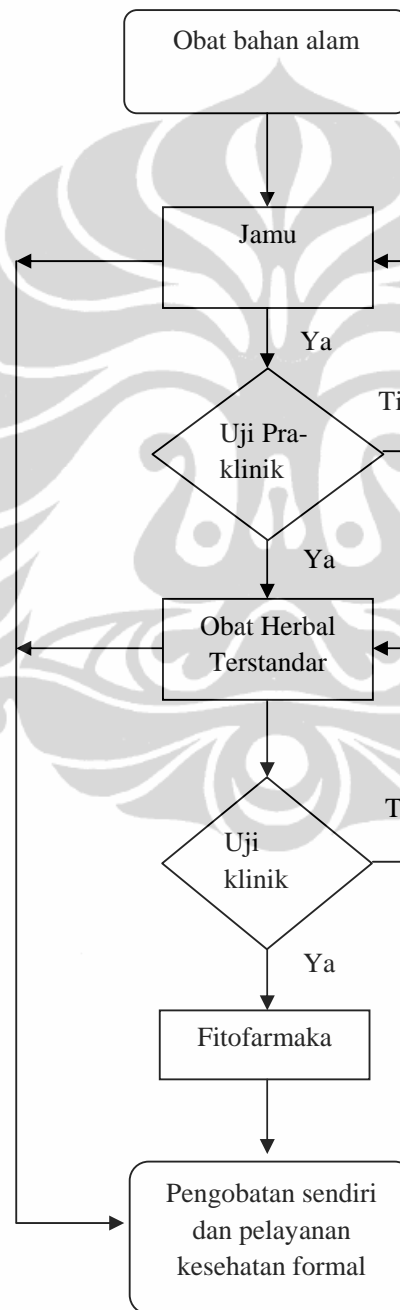 Obat bahan alam
Jamu
Ya
Ti
Uji Pra-
klinik
Ya
Obat Herbal
Terstandar
T
Uji
klinik
Ya
Fitofarmaka
Pengobatan sendiri
dan pelayanan
kesehatan formal